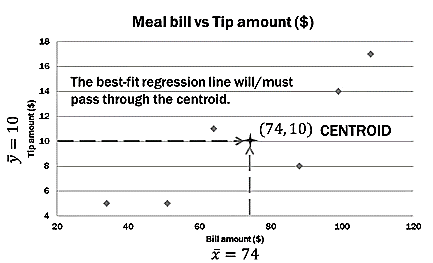 Meal bill vs Tip amount ($)
18
16
14
12
10
8
6
4
The best-fit regression line will/must
pass through the centroid.
(74, 10) CENTROID
ȳ = 10
Tip amount ($)
20 40 60 80 100 120
Bill amount ($)
x̄ = 74